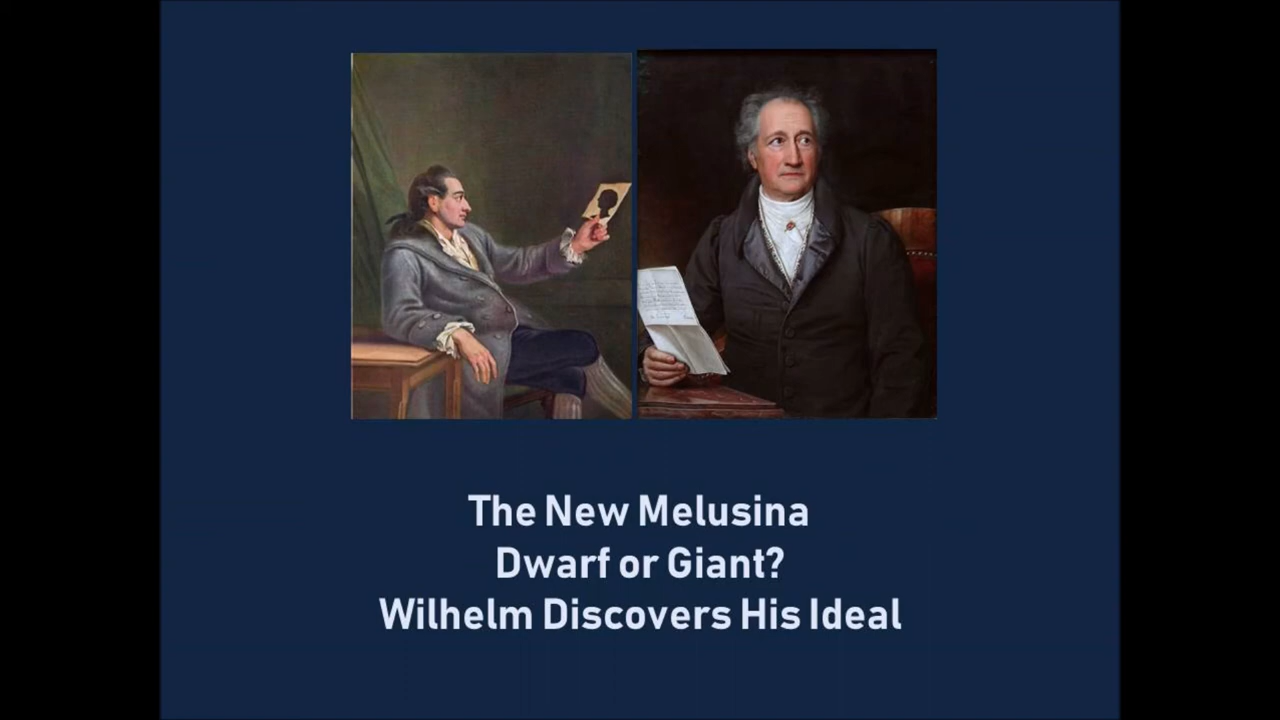 The New Melusina
Dwarf or Giant?
Wilhelm Discovers His Ideal